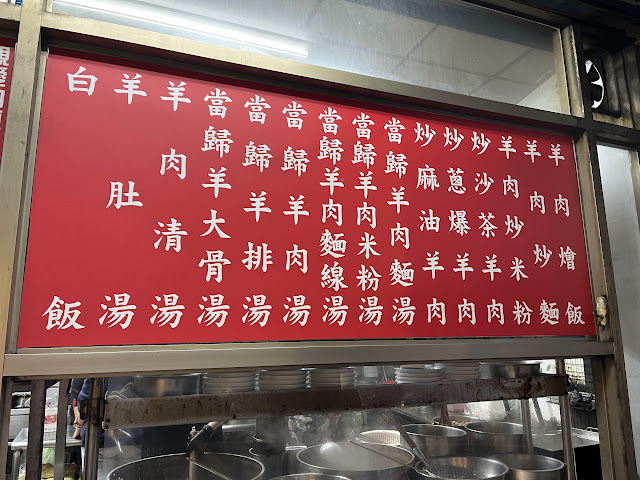 羊肉燴飯
羊肉炒麵
羊肉炒米粉
炒沙茶羊肉
炒蔥爆羊肉
炒麻油羊肉
當歸羊肉麵湯
當歸羊肉米粉湯
當歸羊肉麵線湯
當歸羊肉湯
當歸羊排湯
當歸羊大骨湯
羊肉清湯
羊肚湯
白飯